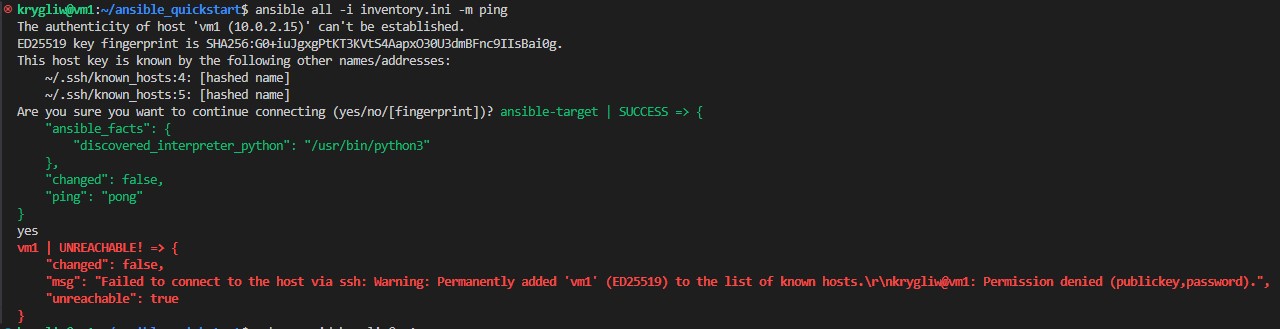 krygliw@vm1:~/ansible_quickstart$ ansible all -i inventory.ini -m ping
The authenticity of host 'vm1 (10.0.2.15)' can't be established.
ED25519 key fingerprint is SHA256:G0+iuJgxgPtKT3KVtS4AapxO30U3dmBFnc9IIsBai0g.
This host key is known by the following other names/addresses:
    ~/.ssh/known_hosts:4: [hashed name]
    ~/.ssh/known_hosts:5: [hashed name]
Are you sure you want to continue connecting (yes/no/[fingerprint])? ansible-target | SUCCESS => {
    "ansible_facts": {
        "discovered_interpreter_python": "/usr/bin/python3"
    },
    "changed": false,
    "ping": "pong"
}
yes
vm1 | UNREACHABLE! => {
    "changed": false,
    "msg": "Failed to connect to the host via ssh: Warning: Permanently added 'vm1' (ED25519) to the list of known hosts.\r\nkrygliw@vm1: Permission denied (publickey,password).",
    "unreachable": true
}